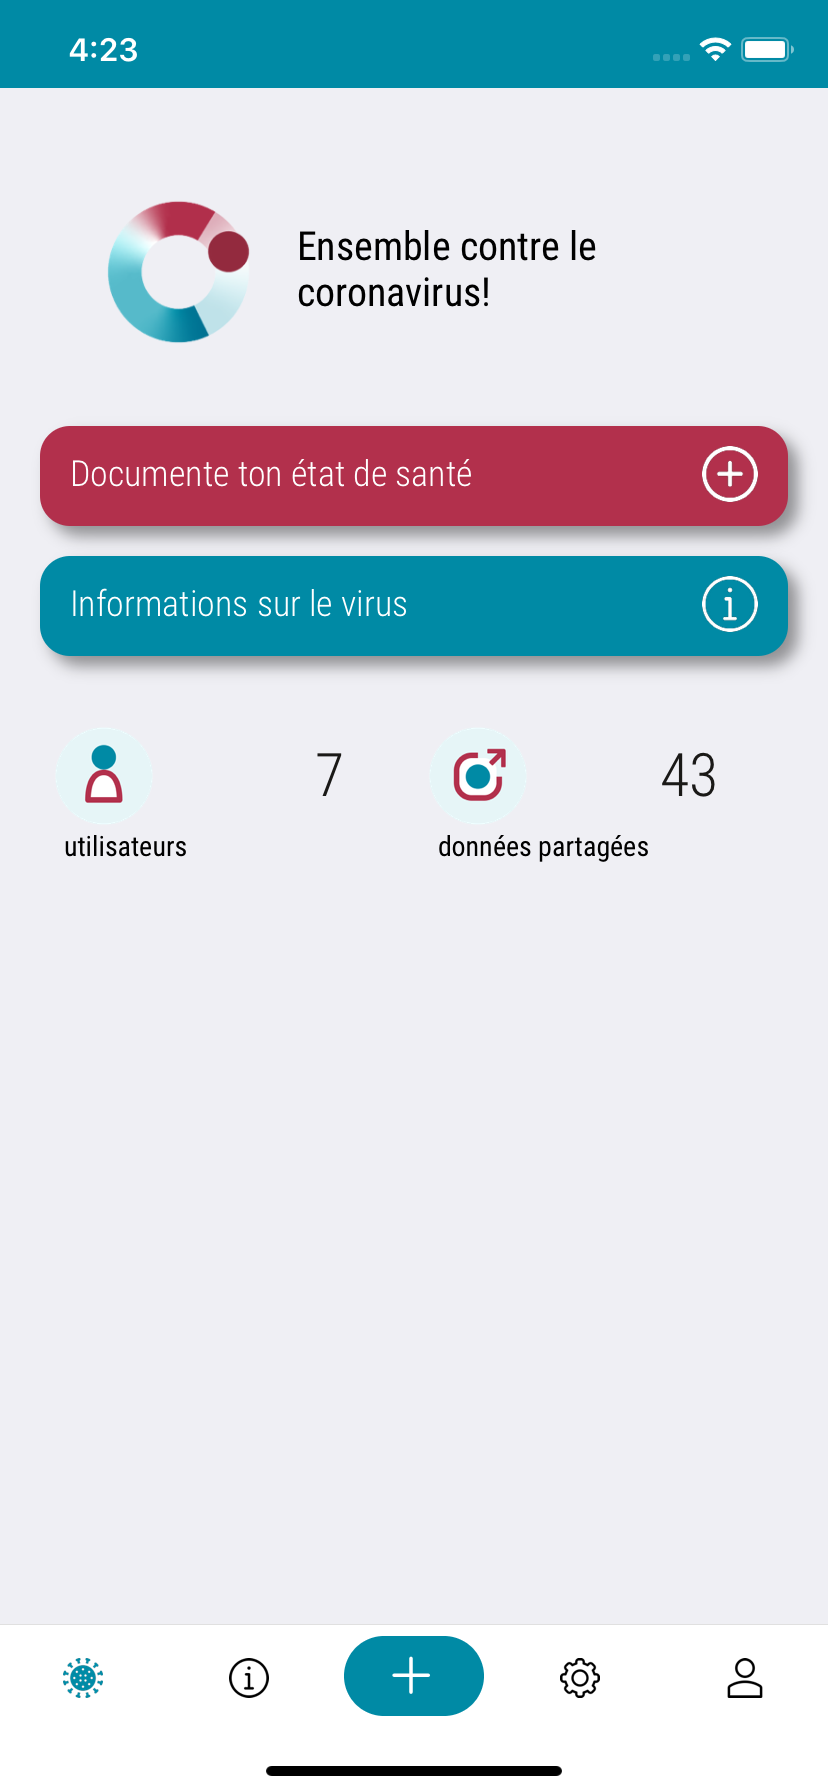 4:23
Ensemble contre le
coronavirus!
Documente ton état de santé
Informations sur le virus
7
43
utilisateurs
données partagées